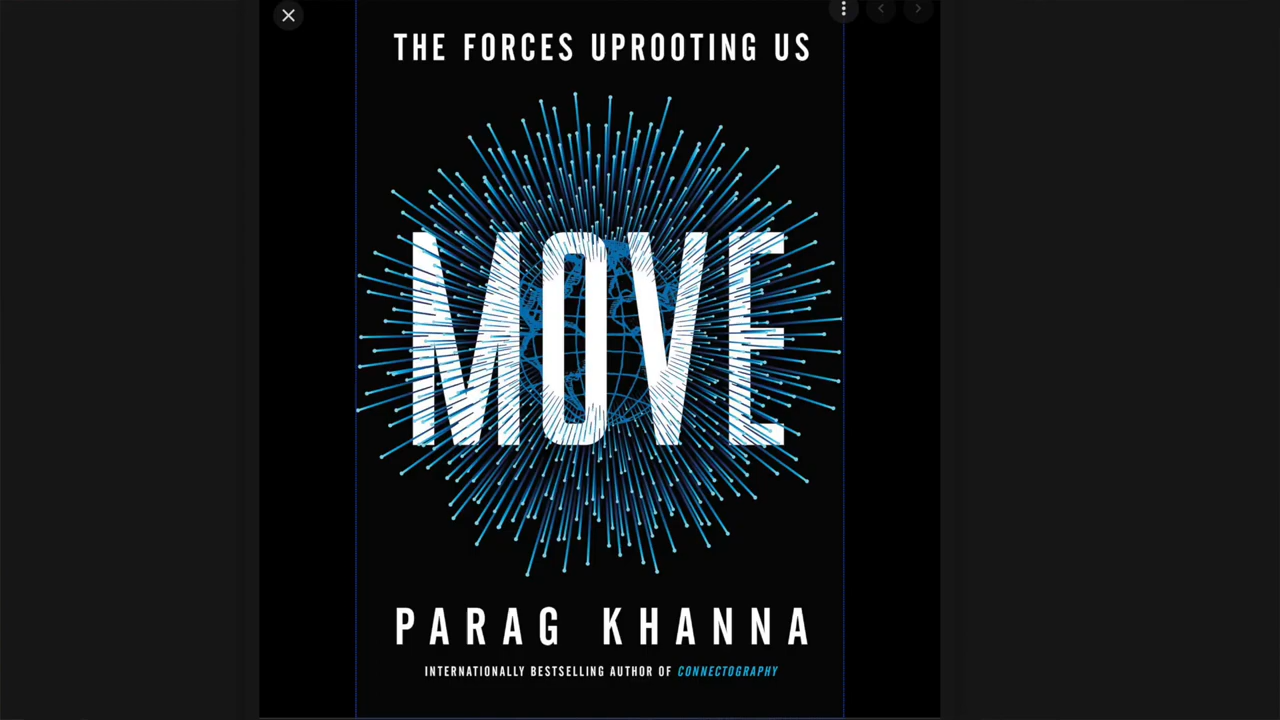 THE FORCES UPROOTING US
MOVE
PARAG KHANNA
INTERNATIONALLY BESTSELLING AUTHOR OF CONNECTOGRAPHY